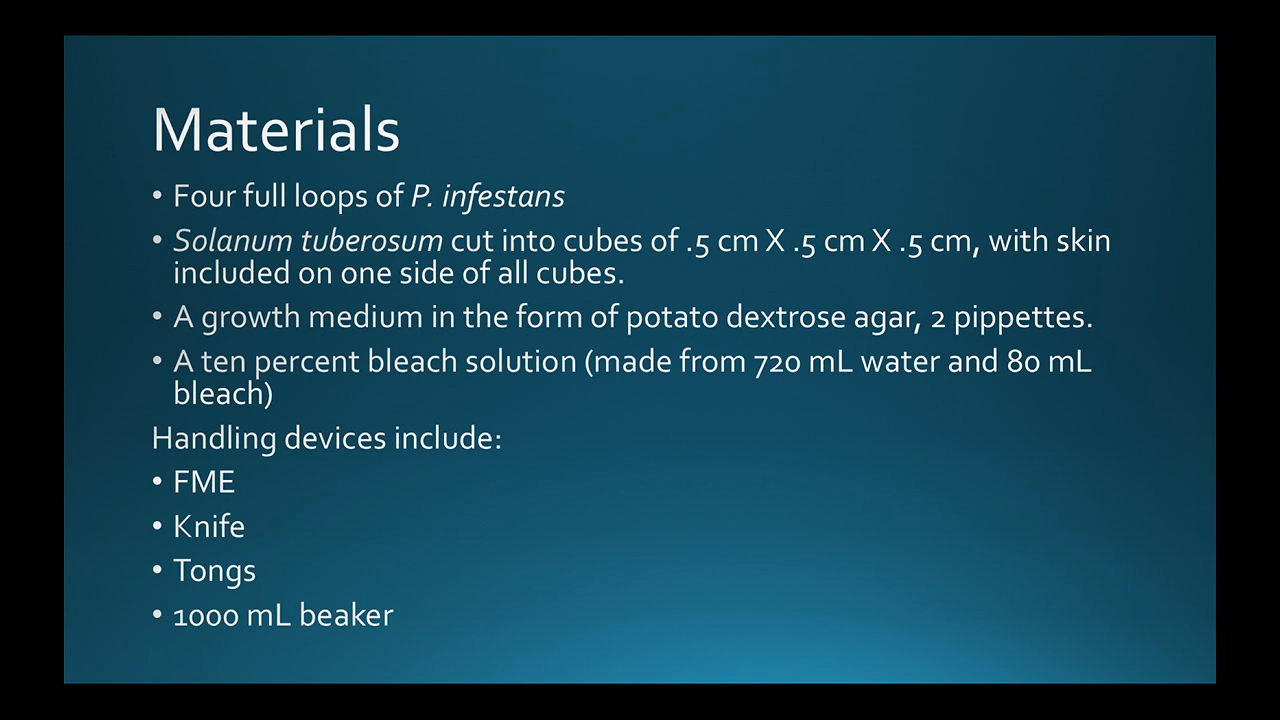 Materials
• Four full loops of P. infestans
• Solanum tuberosum cut into cubes of .5 cm X .5 cm X .5 cm, with skin
included on one side of all cubes.
• A growth medium in the form of potato dextrose agar, 2 pippettes.
• A ten percent bleach solution (made from 720 mL water and 80 mL
bleach)
Handling devices include:
• FME
• Knife
• Tongs
• 1000 mL beaker